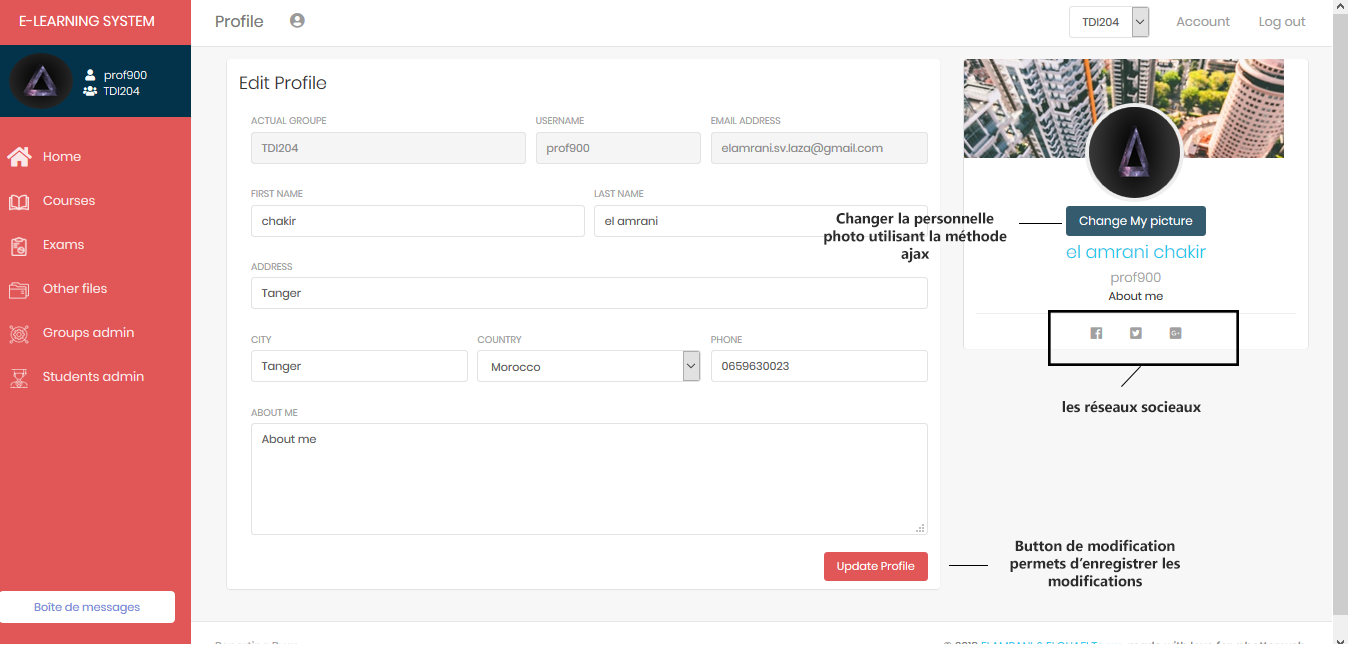 E-LEARNING SYSTEM
Profile
TDI204
Account
Log out
prof900
TDI204
Home
Courses
Exams
Other files
Groups admin
Students admin
Boîte de messages
Edit Profile
ACTUAL GROUPE
USERNAME
EMAIL ADDRESS
TDI204
prof900
elamrani.sv.laza@gmail.com
FIRST NAME
LAST NAME
chakir
el amrani
ADDRESS
Tanger
CITY
COUNTRY
PHONE
Tanger
Morocco
0659630023
ABOUT ME
About me
Update Profile
Changer la personnelle
photo utilisant la méthode
ajax
Change My picture
el amrani chakir
prof900
About me
les réseaux socieaux
Button de modification
permets d'enregistrer les
modifications